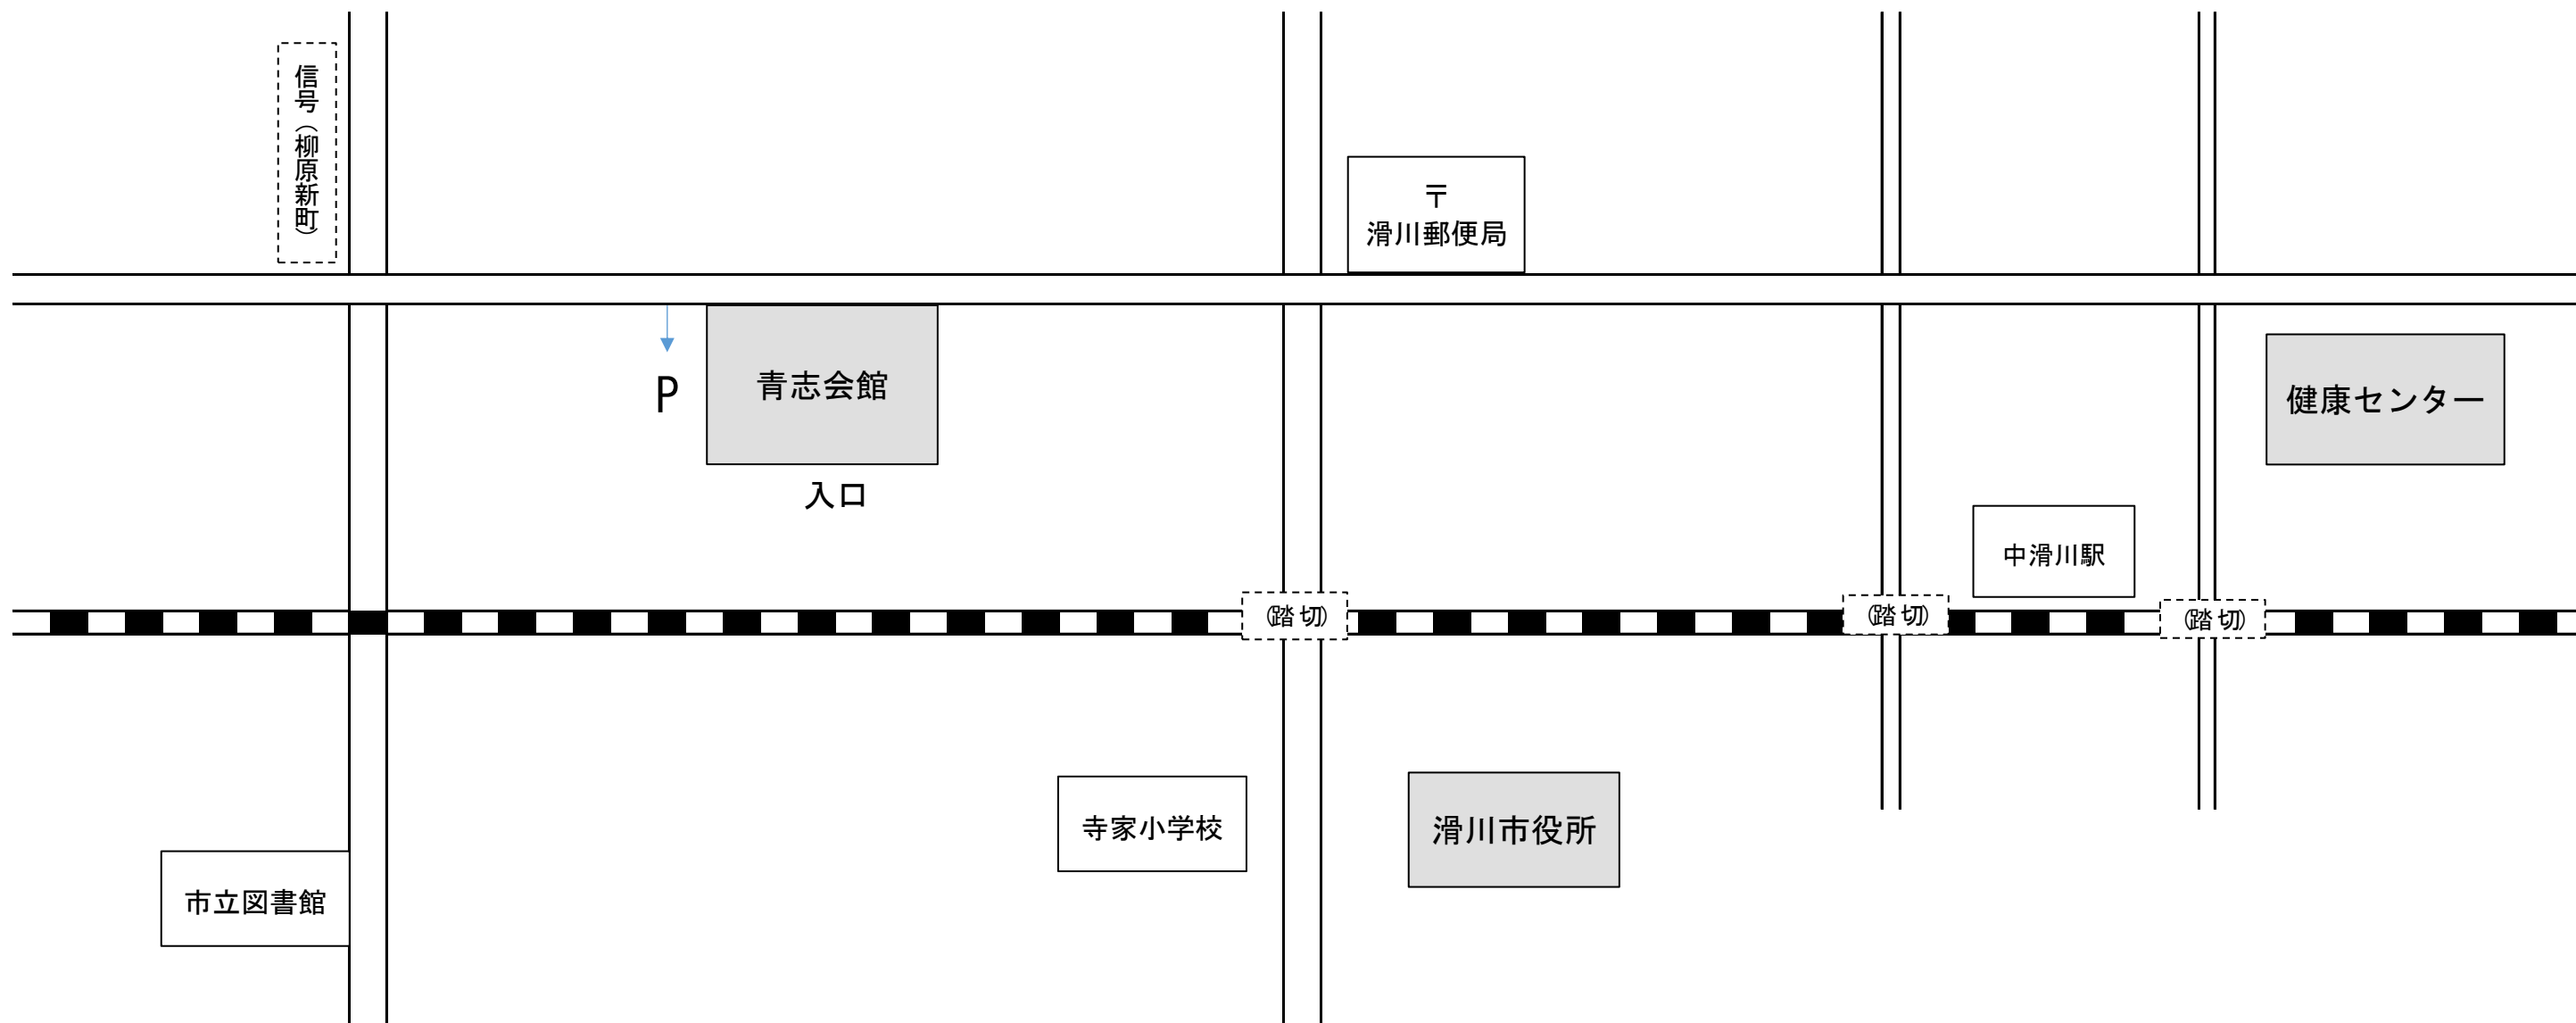 信号（柳原新町）
〒
滑川郵便局
P
青志会館
健康センター
入口
中滑川駅
（踏切）
（踏切）
（踏切）
寺家小学校
滑川市役所
市立図書館